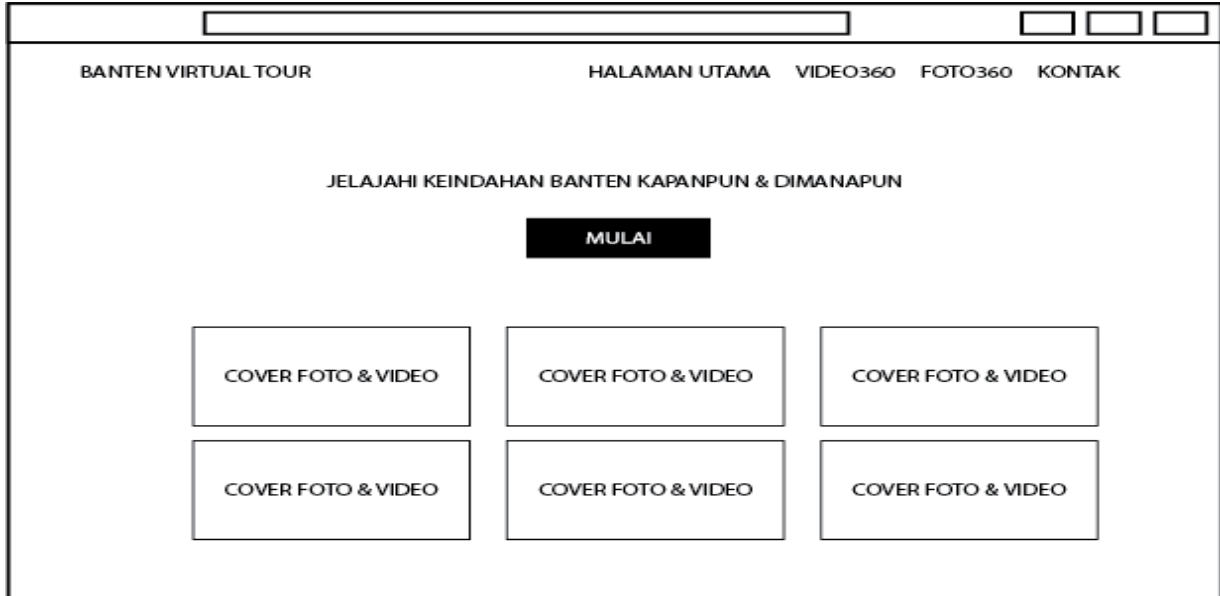 BANTEN VIRTUAL TOUR HALAMAN UTAMA VIDEO360 FOTO360 KONTAK
JELAJAHI KEINDAHAN BANTEN KAPANPUN & DIMANAPUN
MULAI
COVER FOTO & VIDEO COVER FOTO & VIDEO COVER FOTO & VIDEO
COVER FOTO & VIDEO COVER FOTO & VIDEO COVER FOTO & VIDEO